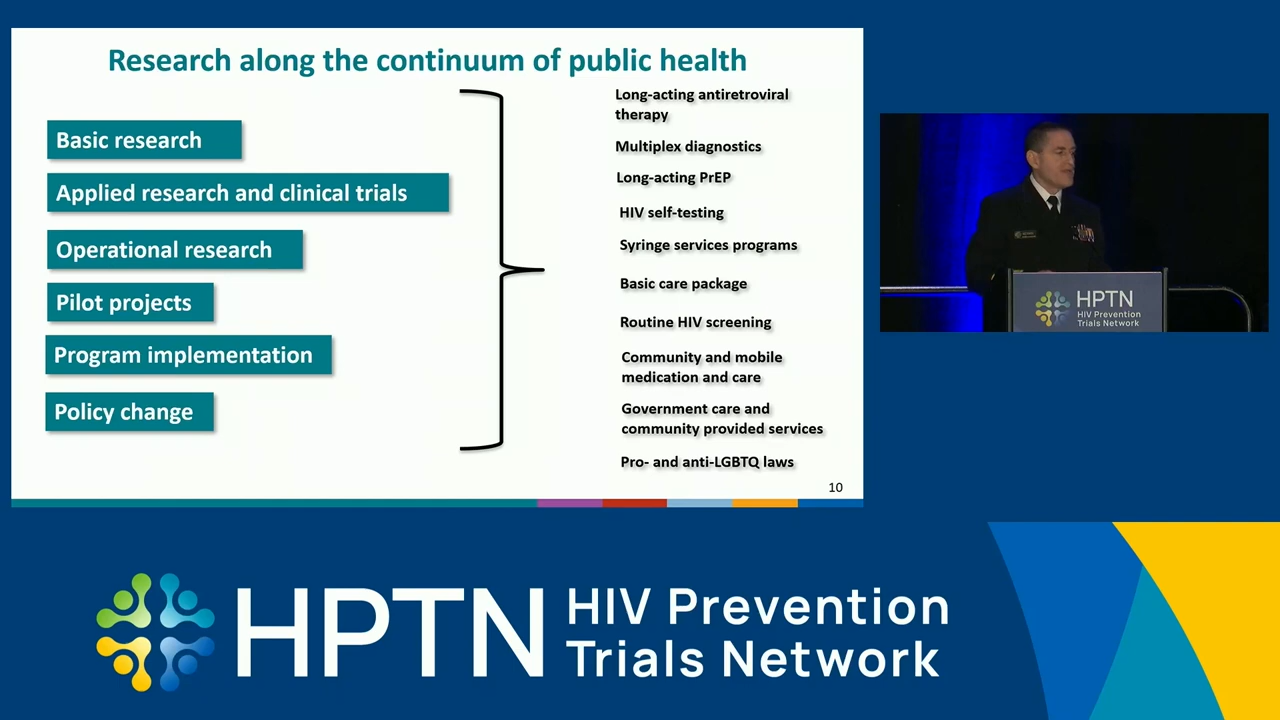 Research along the continuum of public health
Basic research
Applied research and clinical trials
Operational research
Pilot projects
Program implementation
Policy change
Long-acting antiretroviral
therapy
Multiplex diagnostics
Long-acting PrEP
HIV self-testing
Syringe services programs
Basic care package
Routine HIV screening
Community and mobile
medication and care
Government care and
community provided services
Pro- and anti-LGBTQ laws
10
HPTN
HIV Prevention
Trials Network
HPTN
HIV Prevention
Trials Network